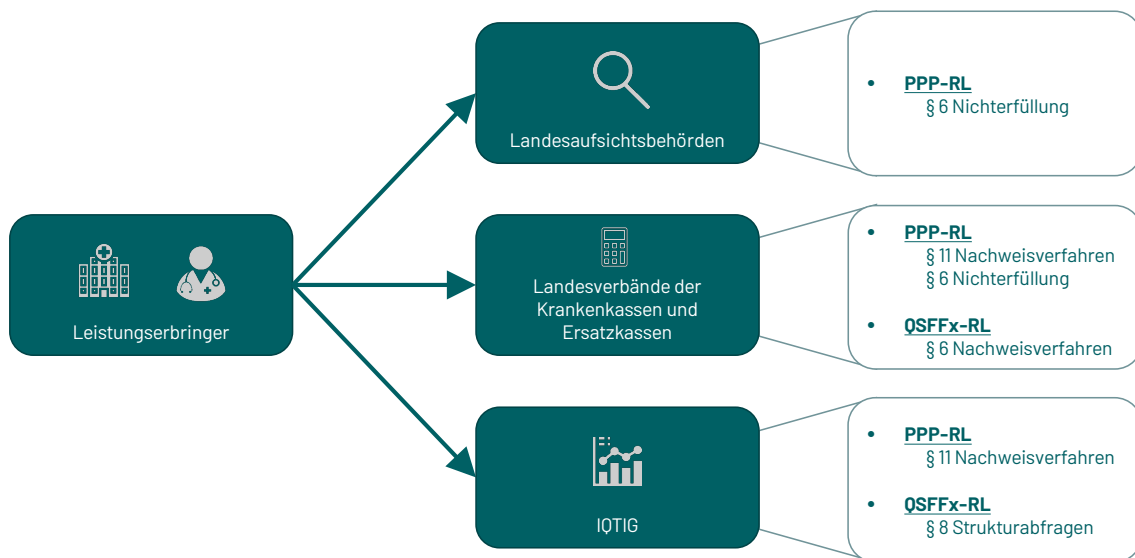 Leistungserbringer
Landesaufsichtsbehörden
• PPP-RL
§ 6 Nichterfüllung
Landesverbände der
Krankenkassen und
Ersatzkassen
• PPP-RL
§ 11 Nachweisverfahren
§ 6 Nichterfüllung
• QSFFx-RL
§ 6 Nachweisverfahren
IQTIG
• PPP-RL
§ 11 Nachweisverfahren
• QSFFx-RL
§ 8 Strukturabfragen